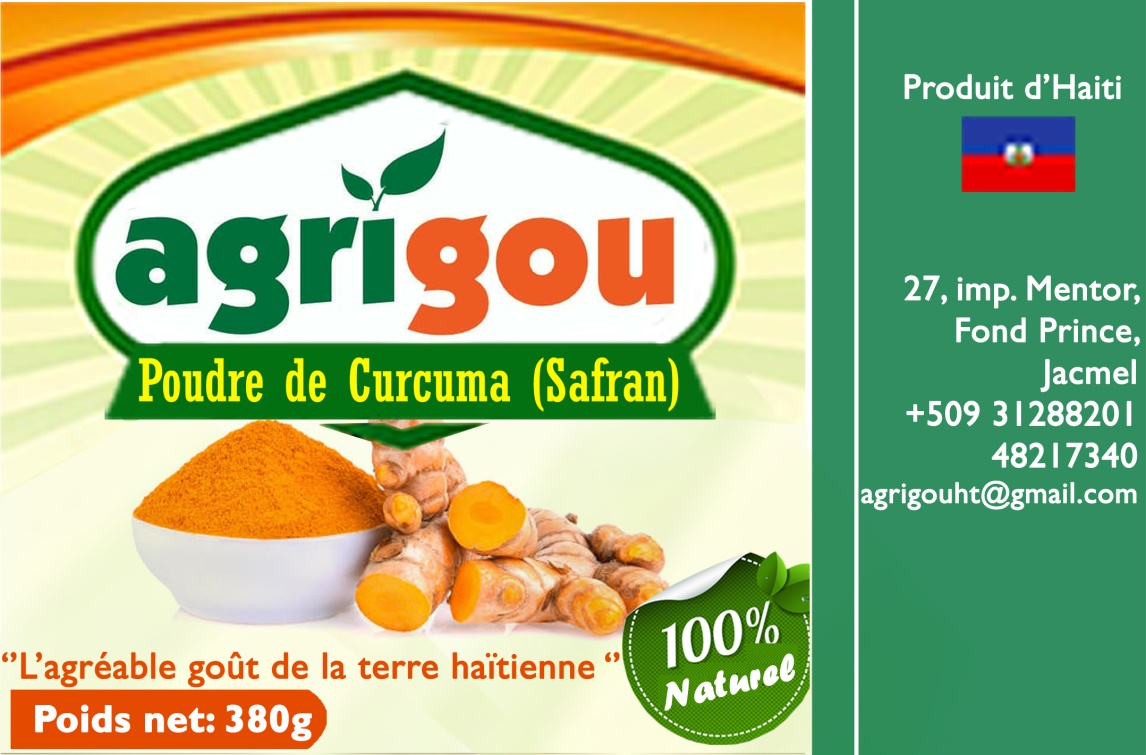 agrigou
Poudre de Curcuma (Safran)
100%
Naturel
‘’L’agréable goût de la terre haïtienne ‘’
Poids net: 380g
Produit d’Haiti
27, imp. Mentor,
Fond Prince,
Jacmel
+509 31288201
48217340
agrigouht@gmail.com